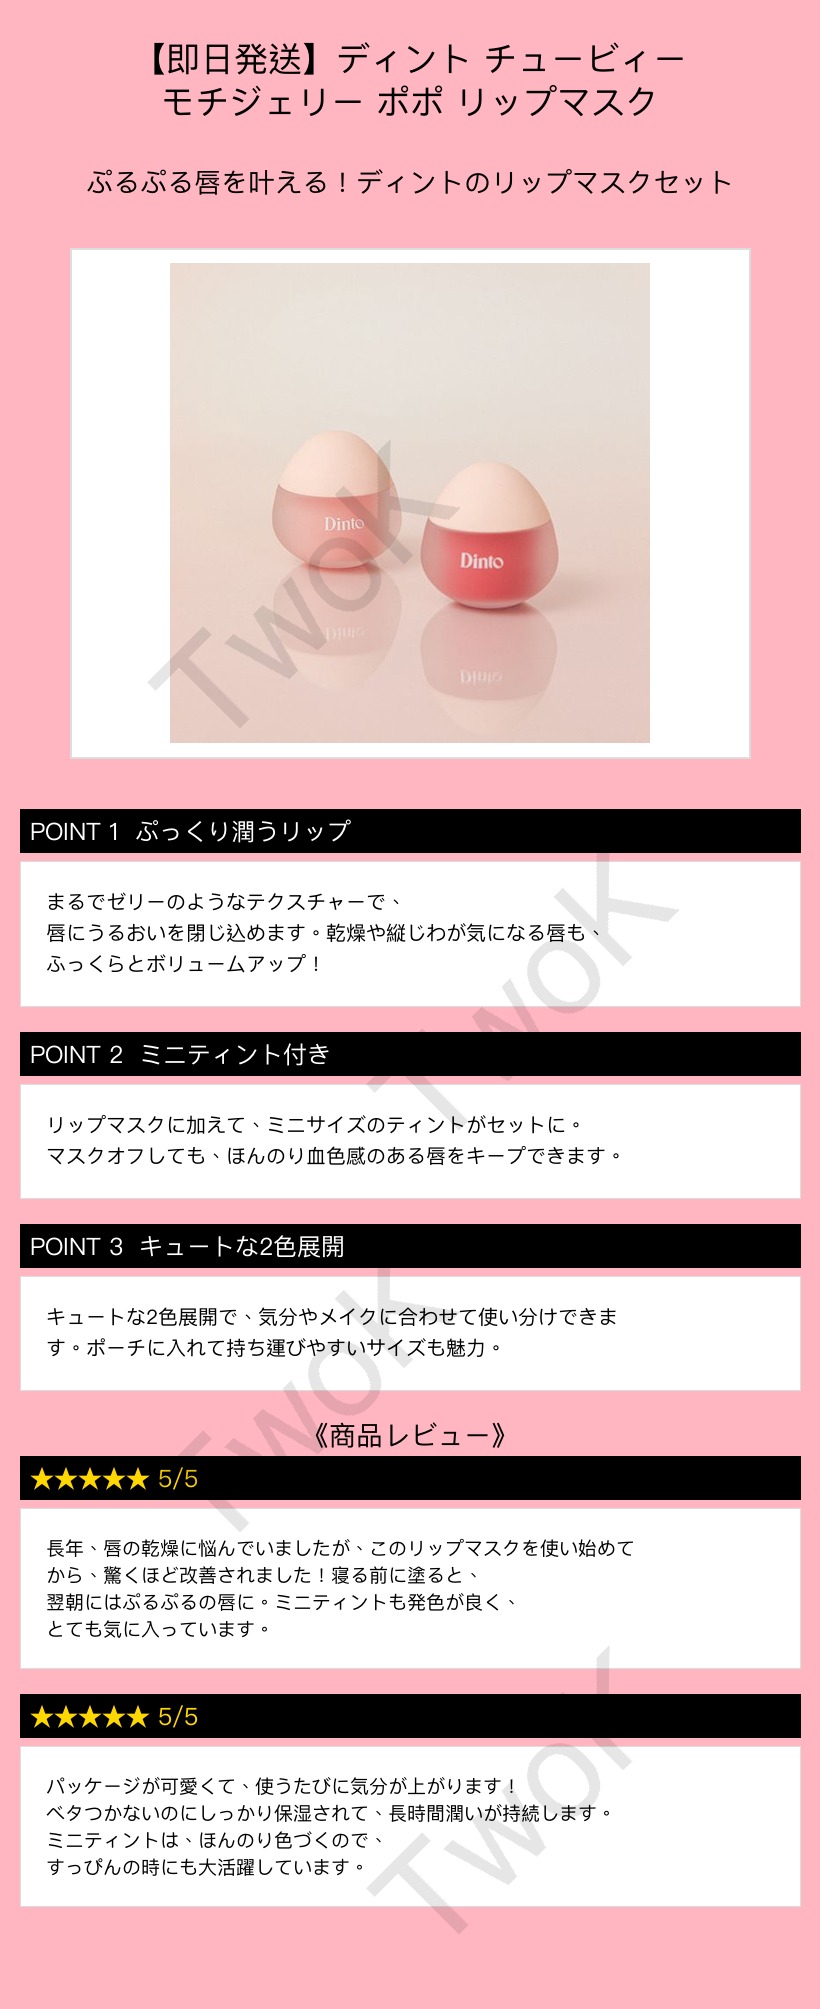 【即日発送】ディント チュービィー
モチジェリー ポポ リップマスク
ぷるぷる唇を叶える！ディントのリップマスクセット
Dinto
Dinto
Dinto
Dinto
TwoK
POINT 1 ぷっくり潤うリップ
まるでゼリーのようなテクスチャーで、
唇にうるおいを閉じ込めます。乾燥や縦じわが気になる唇も、
ふっくらとボリュームアップ！
TwoK
POINT 2 ミニティント付き
リップマスクに加えて、ミニサイズのティントがセットに。
マスクオフしても、ほんのり血色感のある唇をキープできます。
POINT 3 キュートな2色展開
キュートな2色展開で、気分やメイクに合わせて使い分けできま
す。ポーチに入れて持ち運びやすいサイズも魅力。
TwoK
《商品レビュー》
★★★★★ 5/5
長年、唇の乾燥に悩んでいましたが、このリップマスクを使い始めて
から、驚くほど改善されました！寝る前に塗ると、
翌朝にはぷるぷるの唇に。ミニティントも発色が良く、
とても気に入っています。
★★★★★ 5/5
パッケージが可愛くて、使うたびに気分が上がります！
ベタつかないのにしっかり保湿されて、長時間潤いが持続します。
ミニティントは、ほんのり色づくので、
すっぴんの時にも大活躍しています。
TwoK